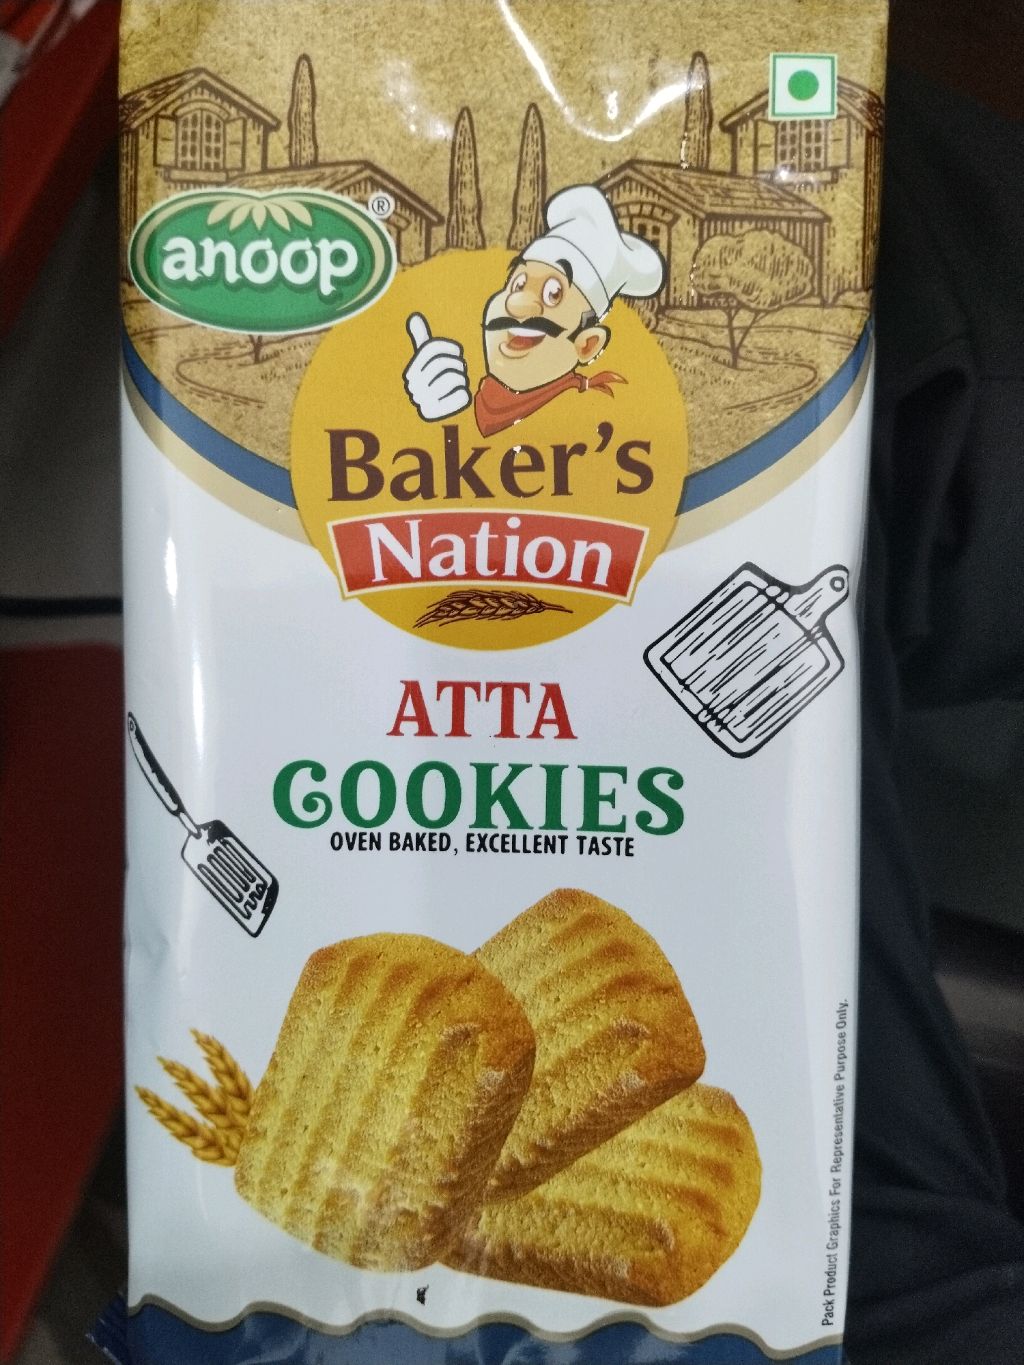 anoop ®
Baker's
Nation
ATTA
COOKIES
OVEN BAKED, EXCELLENT TASTE
Pack Product Graphics For Representative Purpose Only.